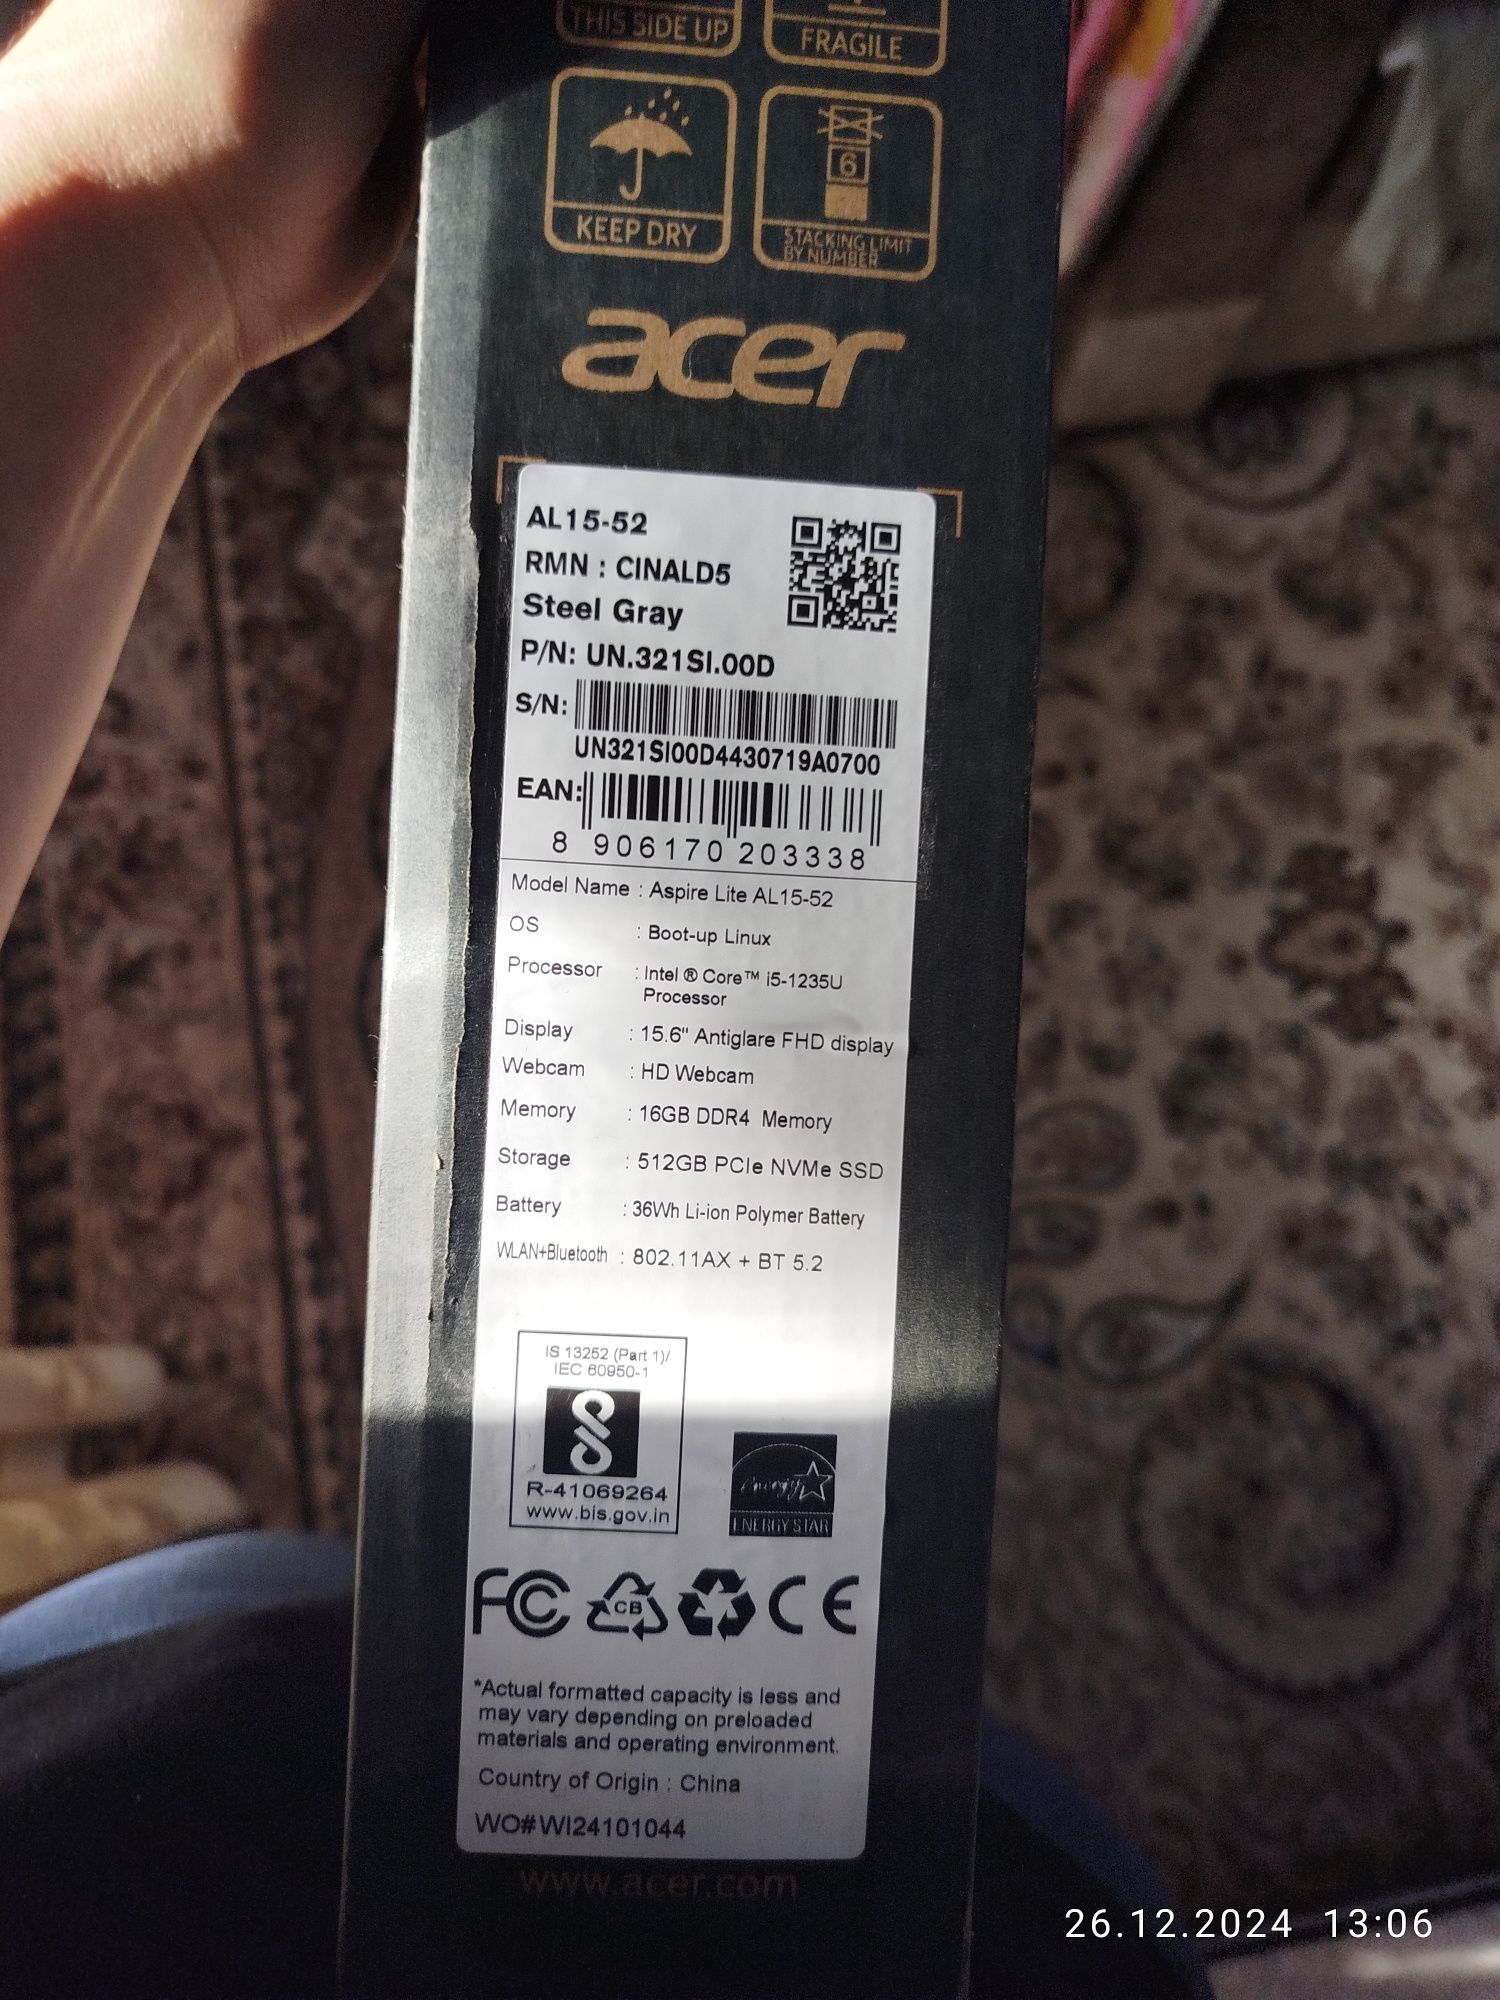 THIS SIDE UP
FRAGILE
6
KEEP DRY
STACKING LIMIT
BY NUMBER
acer
AL15-52
RMN : CINALD5
Steel Gray
P/N: UN.321SI.00D
S/N:
UN321SI00D4430719A0700
EAN:
8 906170 203338
Model Name : Aspire Lite AL15-52
OS : Boot-up Linux
Processor : Intel ® Core™ i5-1235U
Processor
Display : 15.6" Antiglare FHD display
Webcam : HD Webcam
Memory : 16GB DDR4 Memory
Storage : 512GB PCIe NVMe SSD
Battery : 36Wh Li-ion Polymer Battery
WLAN+Bluetooth : 802.11AX + BT 5.2
IS 13252 (Part 1)/
IEC 60950-1
R-41069264
www.bis.gov.in
energy
ENERGY STAR
FC CB CE
*Actual formatted capacity is less and
may vary depending on preloaded
materials and operating environment.
Country of Origin : China
WO#WI24101044
www.acer.com
26.12.2024 13:06